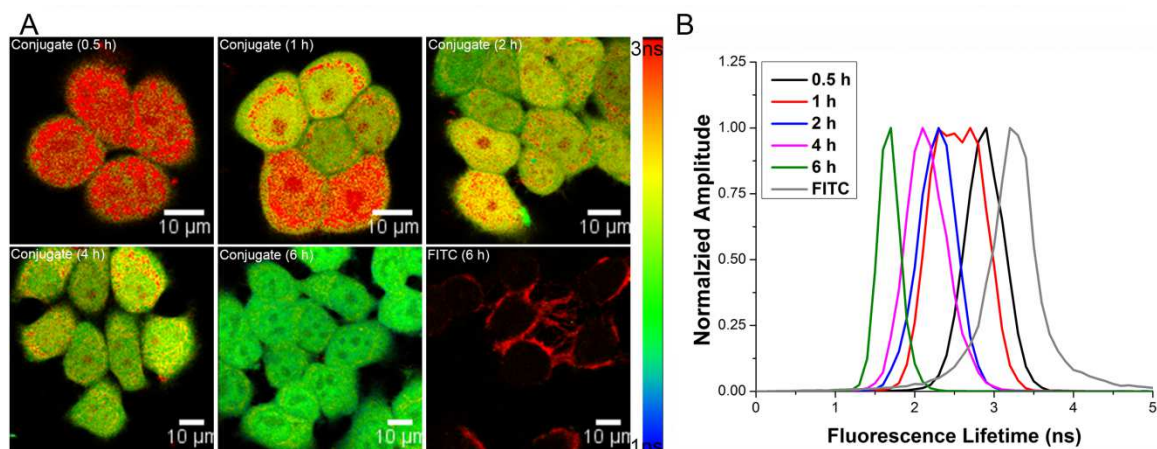 A
B
Conjugate (0.5 h)
Conjugate (1 h)
Conjugate (2 h)
3ns
10 μm
10 μm
10 μm
Conjugate (4 h)
Conjugate (6 h)
FITC (6 h)
10 μm
10 μm
10 μm
1ns
Normalzied Amplitude
1.25
1.00
0.75
0.50
0.25
0.00
0.5 h
1 h
2 h
4 h
6 h
FITC
0 1 2 3 4 5
Fluorescence Lifetime (ns)